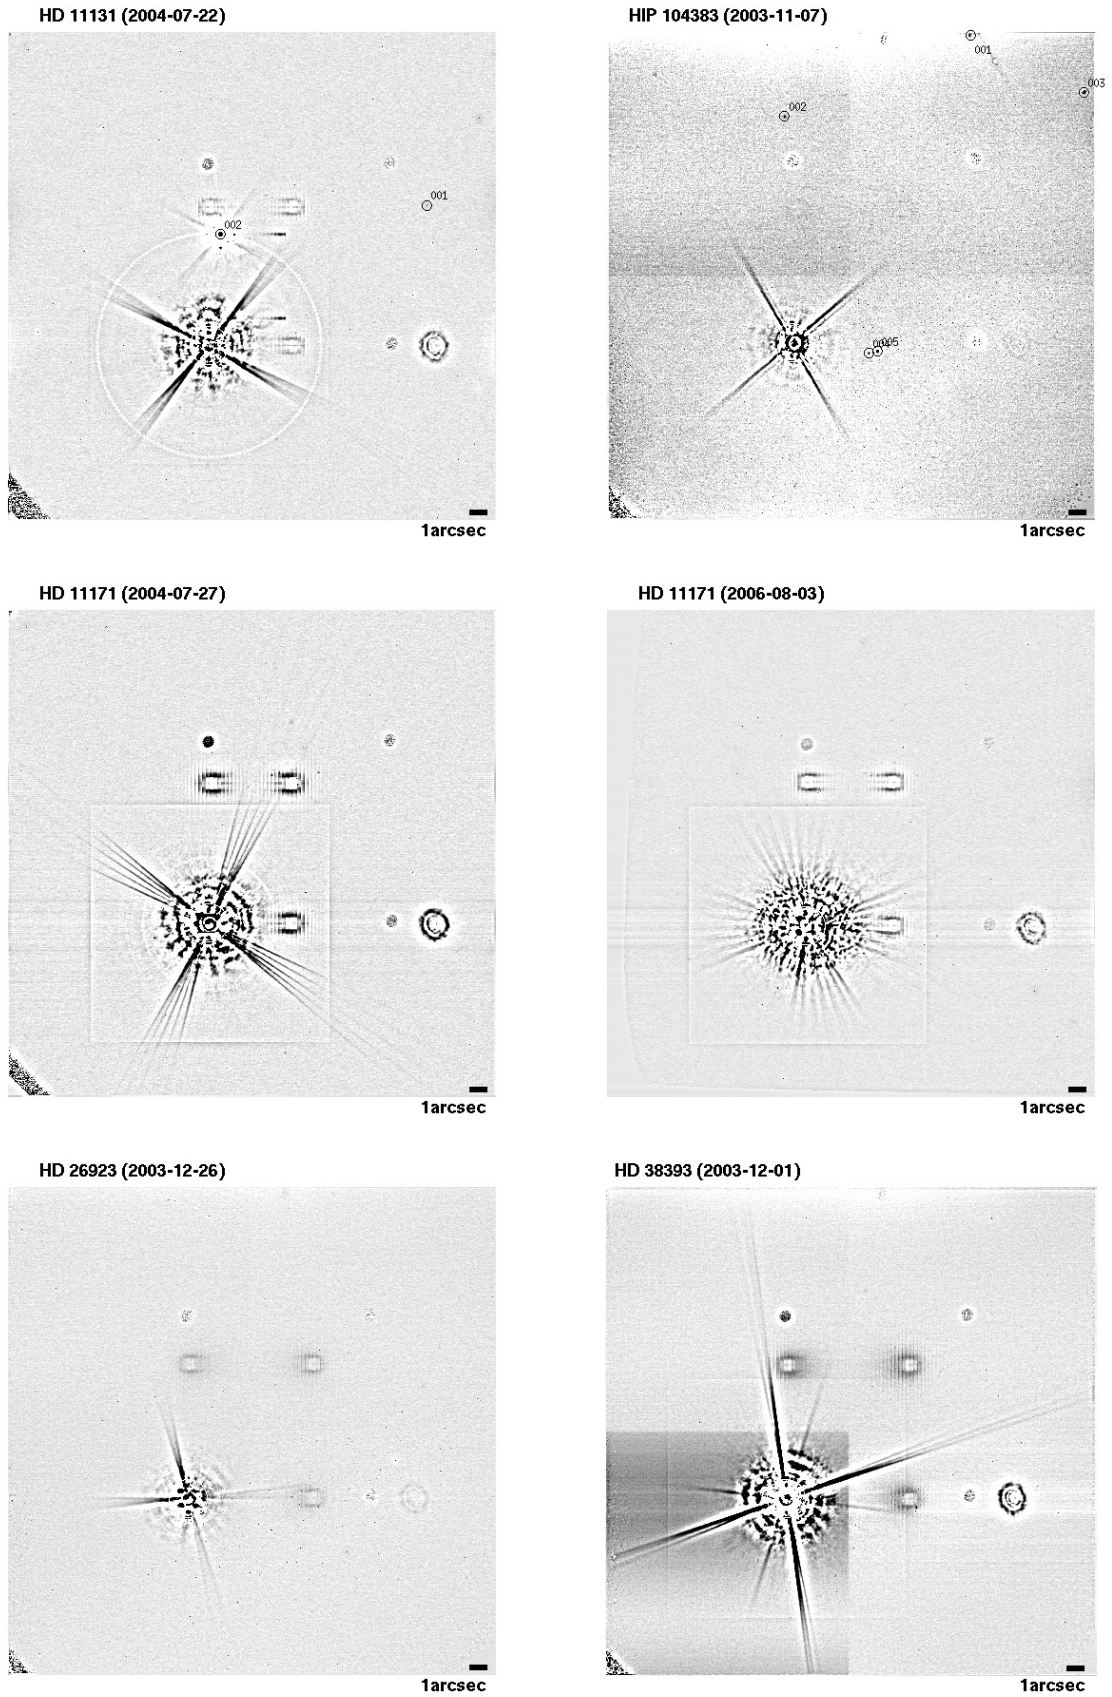 HD 11131 (2004-07-22)
HIP 104383 (2003-11-07)
001
002
1arcsec
001
003
002
005
1arcsec
HD 11171 (2004-07-27)
HD 11171 (2006-08-03)
1arcsec
1arcsec
HD 26923 (2003-12-26)
HD 38393 (2003-12-01)
1arcsec
1arcsec